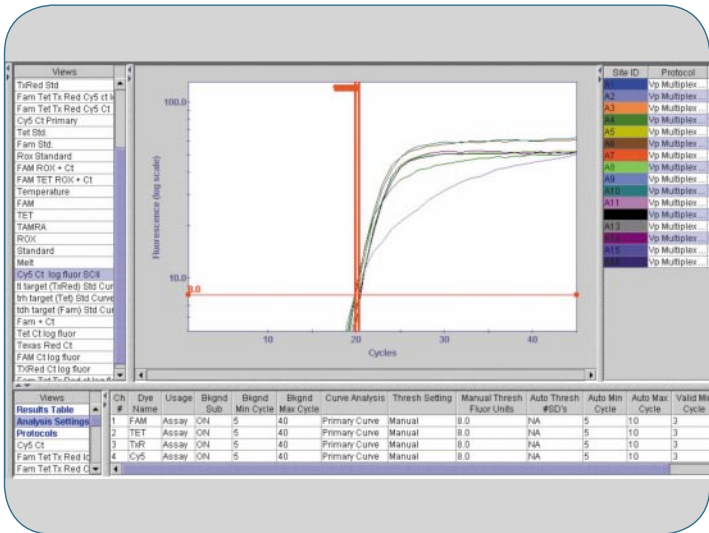 Views
TxRed Std
Fam Tet Tx Red Cy5 ct l
Fam Tet Tx Red Cy5 Ct
Cy5 Ct Primary
Tet Std.
Fam Std.
Rox Standard
FAM ROX + Ct
FAM TET ROX + Ct
Temperature
FAM
TET
TAMRA
ROX
Standard
Melt
Cy5 Ct log fluor SCII
tl target (TxRed) Std Cur
trh target (Tet) Std Curve
tdh target (Fam) Std Cur
Fam + Ct
Tet Ct log fluor
Texas Red Ct
FAM Ct log fluor
TXRed Ct log fluor
100.0
10.0
8.0
Fluorescence (log scale)
10 20 30 40
Cycles
Site ID Protocol
A1 Vp Multiplex ...
A2 Vp Multiplex ...
A3 Vp Multiplex ...
A4 Vp Multiplex ...
A5 Vp Multiplex ...
A6 Vp Multiplex ...
A7 Vp Multiplex ...
A8 Vp Multiplex ...
A9 Vp Multiplex ...
A10 Vp Multiplex ...
A11 Vp Multiplex ...
Vp Multiplex ...
A13 Vp Multiplex ...
Vp Multiplex ...
A15 Vp Multiplex ...
Vp Multiplex ...
Views
Results Table
Analysis Settings
Protocols
Cy5 Ct
Fam Tet Tx Red lo
Fam Tet Tx Red C
Ch # Dye Name Usage Bkgnd Sub Bkgnd Min Cycle Bkgnd Max Cycle Curve Analysis Thresh Setting Manual Thresh Fluor Units Auto Thresh #SD's Auto Min Cycle Auto Max Cycle Valid Min Cycle
1 FAM Assay ON 5 40 Primary Curve Manual 8.0 NA 5 10 3
2 TET Assay ON 5 40 Primary Curve Manual 8.0 NA 5 10 3
3 TxR Assay ON 5 40 Primary Curve Manual 8.0 NA 5 10 3
4 Cy5 Assay ON 5 40 Primary Curve Manual 8.0 NA 5 10 3